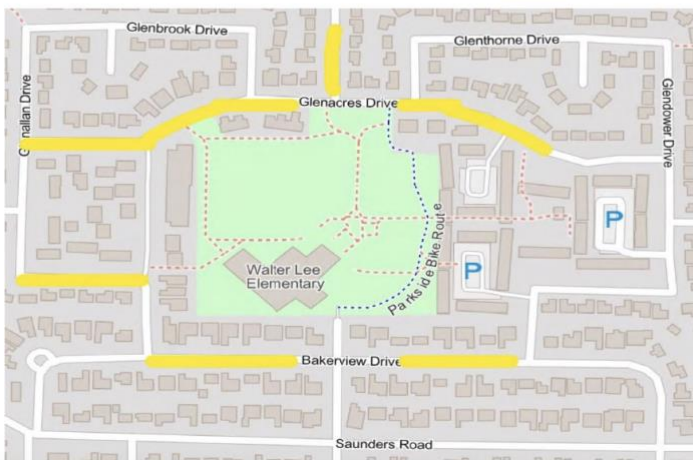 Glenbrook Drive
Glenthorne Drive
Glenacres Drive
Glendower Drive
P
Walter Lee
Elementary
P
Parkside Bike Route
Bakerview Drive
Saunders Road